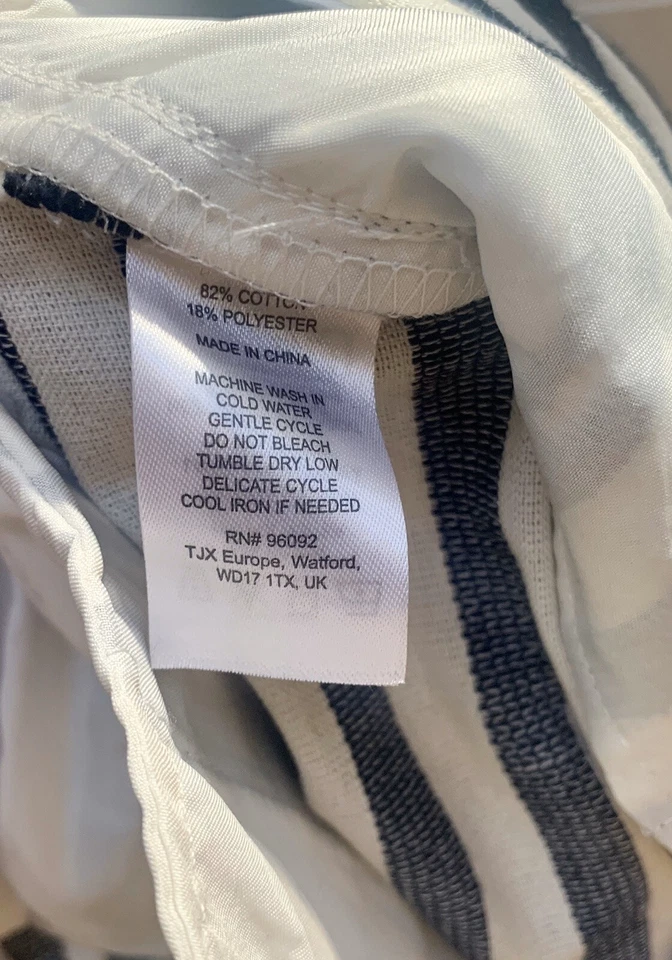 82% COTTON
18% POLYESTER
MADE IN CHINA
MACHINE WASH IN
COLD WATER
GENTLE CYCLE
DO NOT BLEACH
TUMBLE DRY LOW
DELICATE CYCLE
COOL IRON IF NEEDED
RN# 96092
TJX Europe, Watford,
WD17 1TX, UK